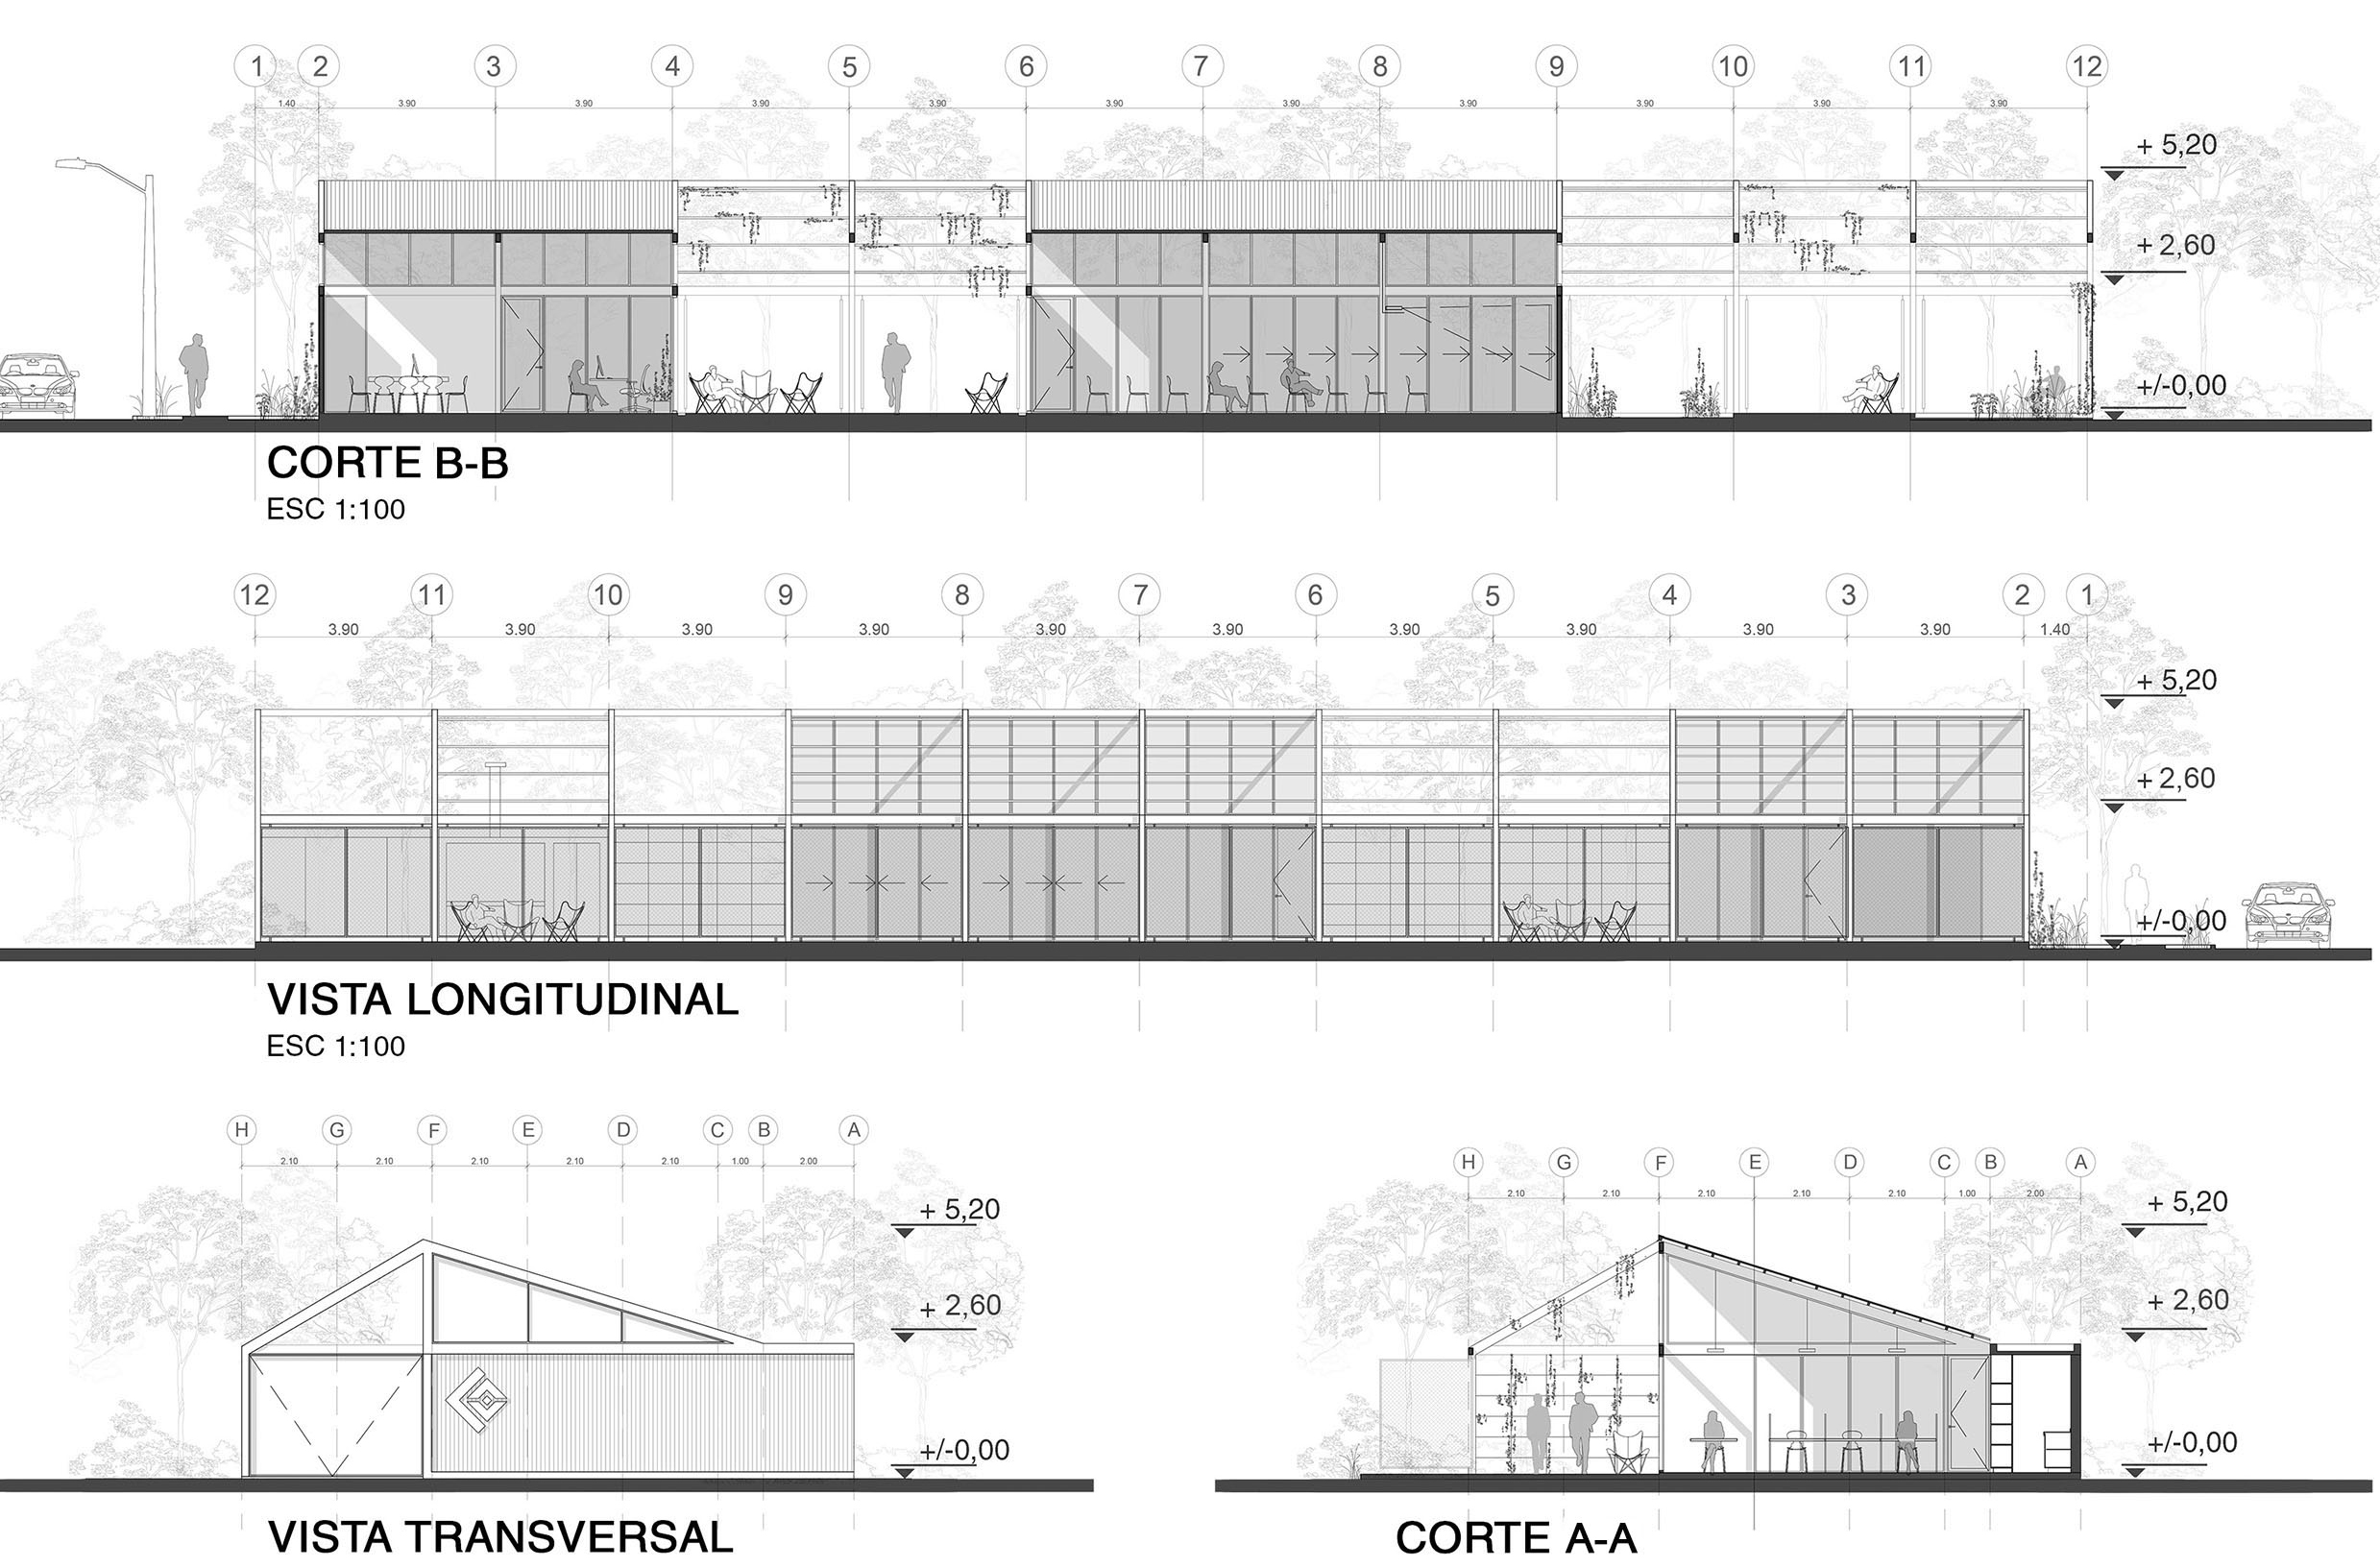 1 2 3 4 5 6 7 8 9 10 11 12
1.40 3.90 3.90 3.90 3.90 3.90 3.90 3.90 3.90 3.90 3.90
+ 5,20
+ 2,60
+/-0,00
CORTE B-B
ESC 1:100
12 11 10 9 8 7 6 5 4 3 2 1
3.90 3.90 3.90 3.90 3.90 3.90 3.90 3.90 3.90 3.90 1.40
+ 5,20
+ 2,60
+/-0,00
VISTA LONGITUDINAL
ESC 1:100
H G F E D C B A
2.10 2.10 2.10 2.10 2.10 1.00 2.00
+ 5,20
+ 2,60
+/-0,00
VISTA TRANSVERSAL
H G F E D C B A
2.10 2.10 2.10 2.10 2.10 1.00 2.00
+ 5,20
+ 2,60
+/-0,00
CORTE A-A